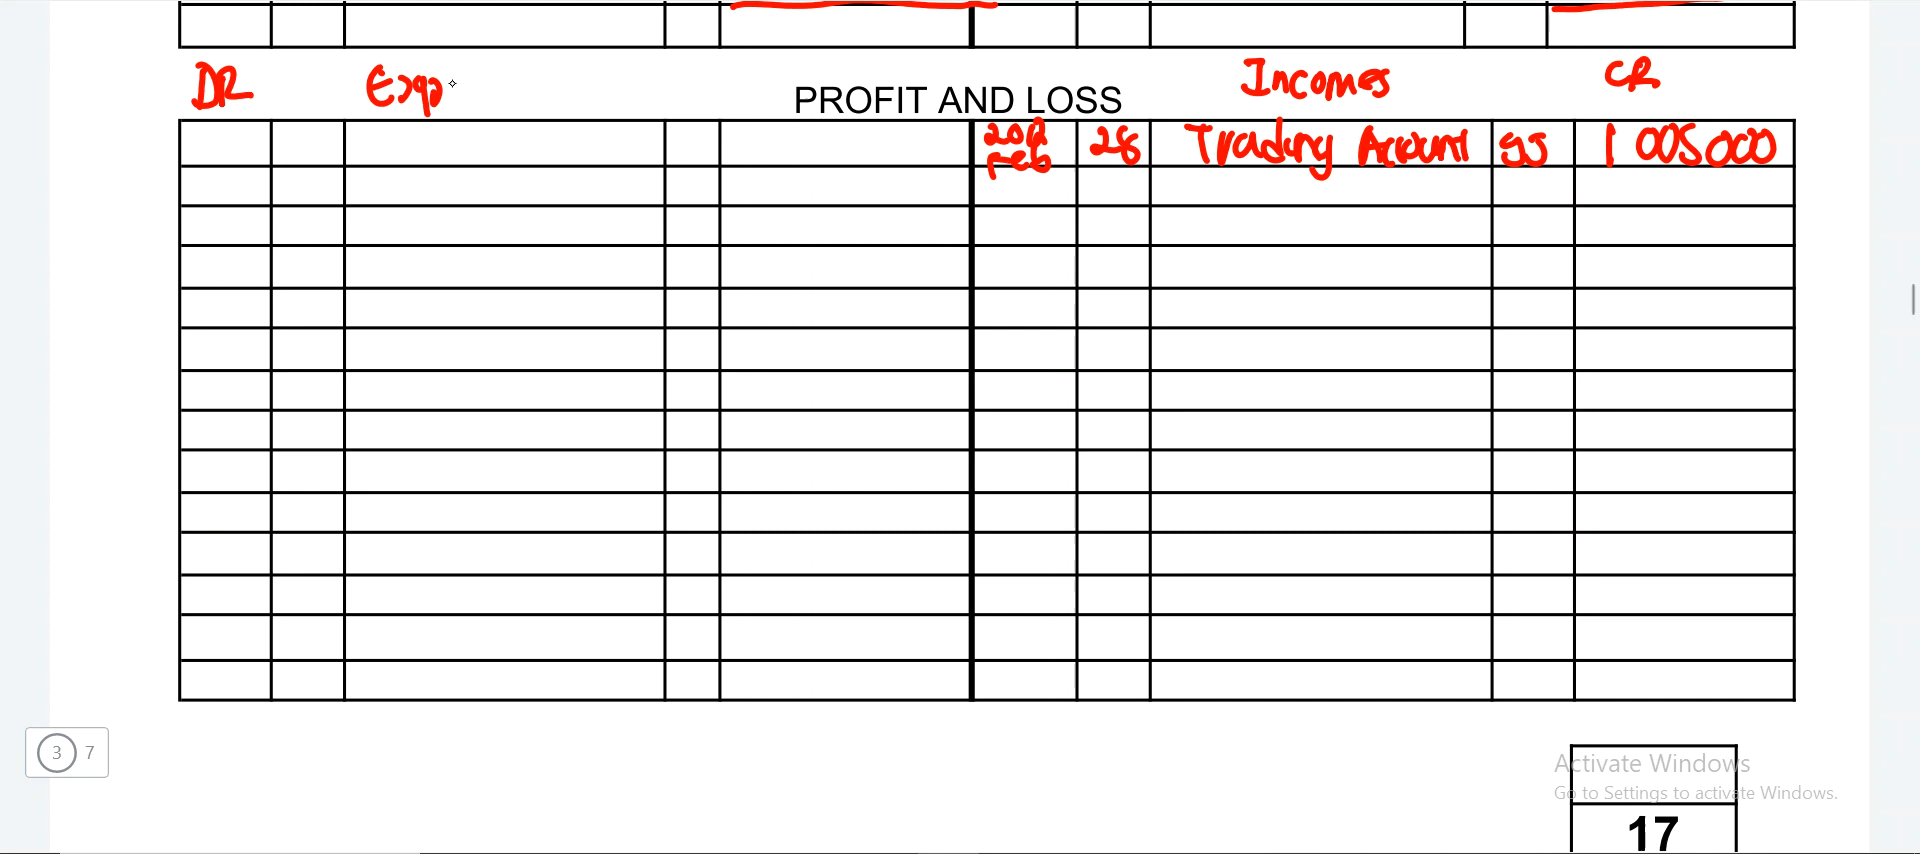 DR Exp Incomes CR
PROFIT AND LOSS
Feb 28 Trading Account 1 005 000
3 7
Activate Windows
Go to Settings to activate Windows.
17